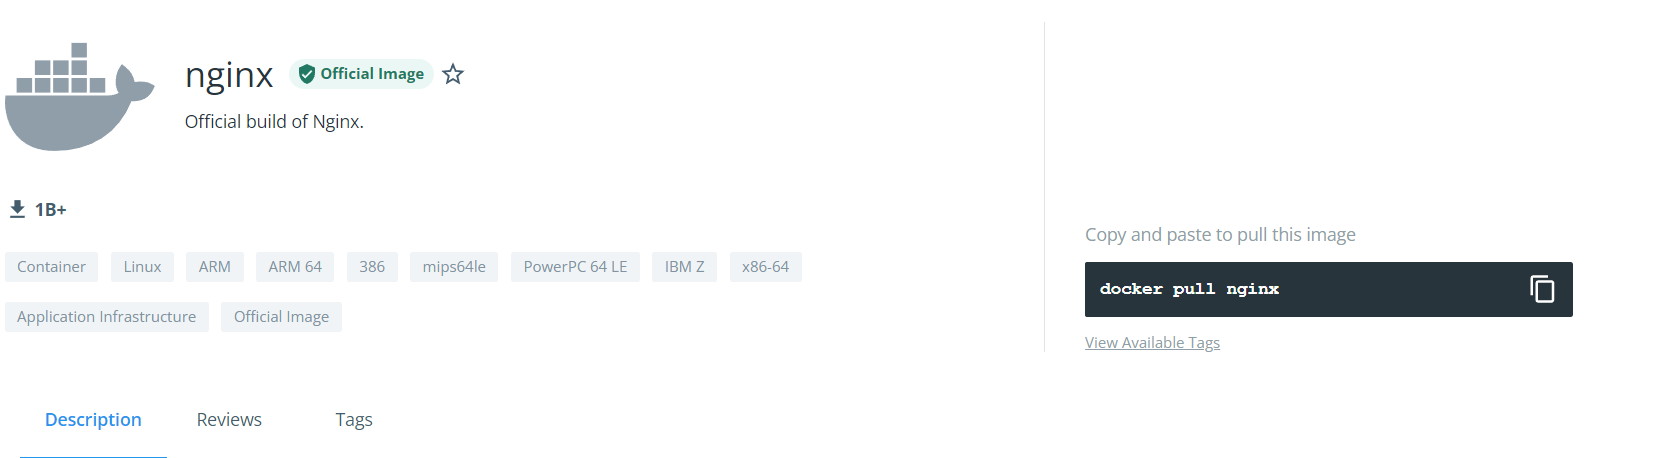 nginx Official Image
Official build of Nginx.
1B+
Container Linux ARM ARM 64 386 mips64le PowerPC 64 LE IBM Z x86-64
Application Infrastructure Official Image
Copy and paste to pull this image
docker pull nginx
View Available Tags
Description Reviews Tags